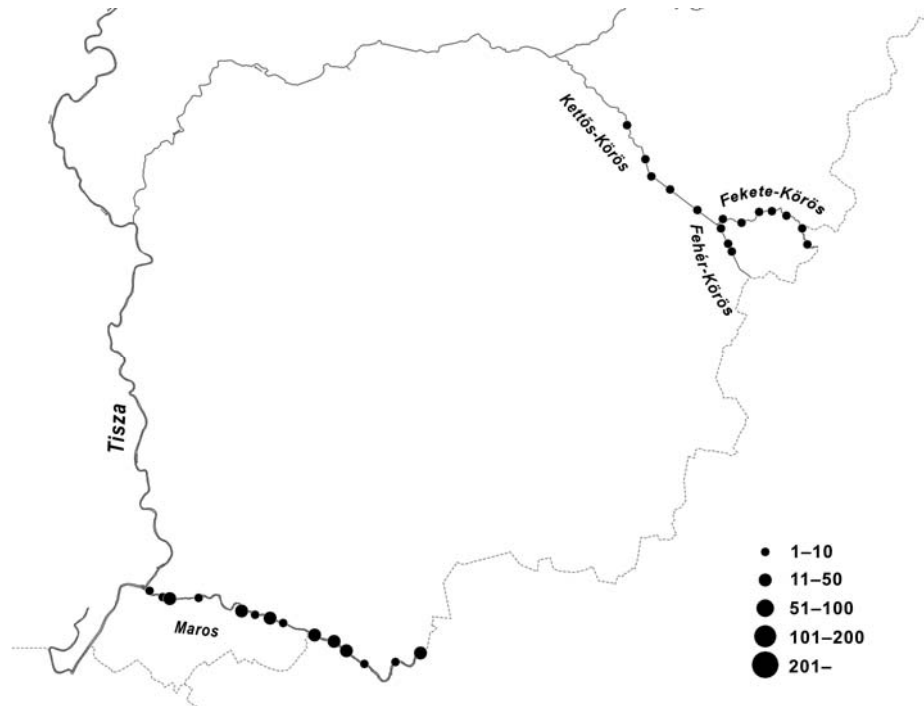 Kettős-Körös
Fekete-Körös
Fehér-Körös
Tisza
Maros
1–10
11–50
51–100
101–200
201–